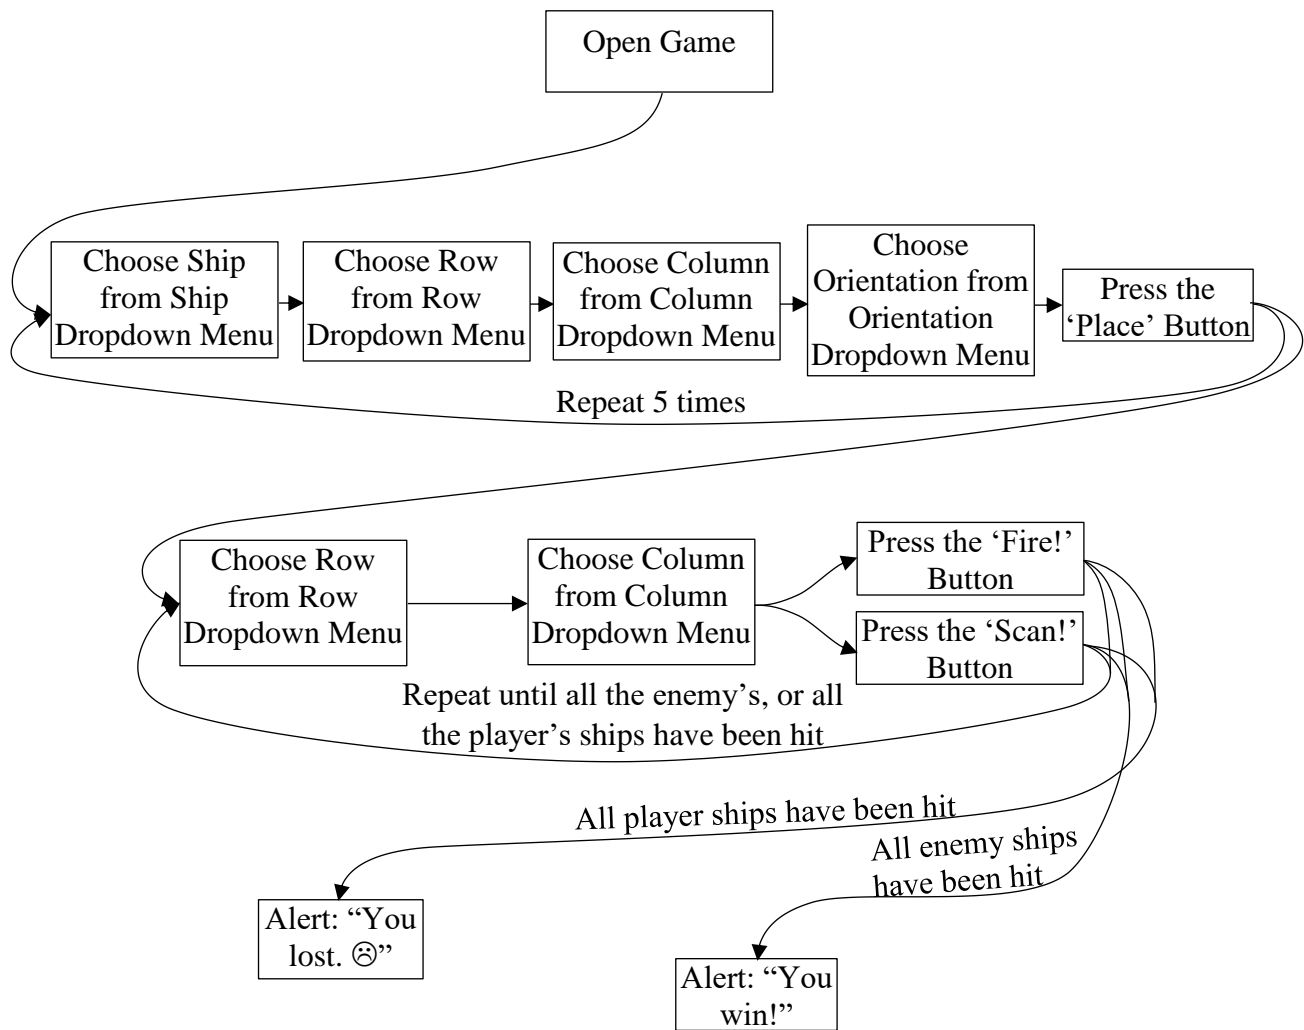 Open Game
Choose Ship
from Ship
Dropdown Menu
Choose Row
from Row
Dropdown Menu
Choose Column
from Column
Dropdown Menu
Choose
Orientation from
Orientation
Dropdown Menu
Press the
‘Place’ Button
Repeat 5 times
Choose Row
from Row
Dropdown Menu
Choose Column
from Column
Dropdown Menu
Press the ‘Fire!’
Button
Press the ‘Scan!’
Button
Repeat until all the enemy’s, or all
the player’s ships have been hit
All player ships have been hit
All enemy ships
have been hit
Alert: “You
lost. ☹”
Alert: “You
win!”